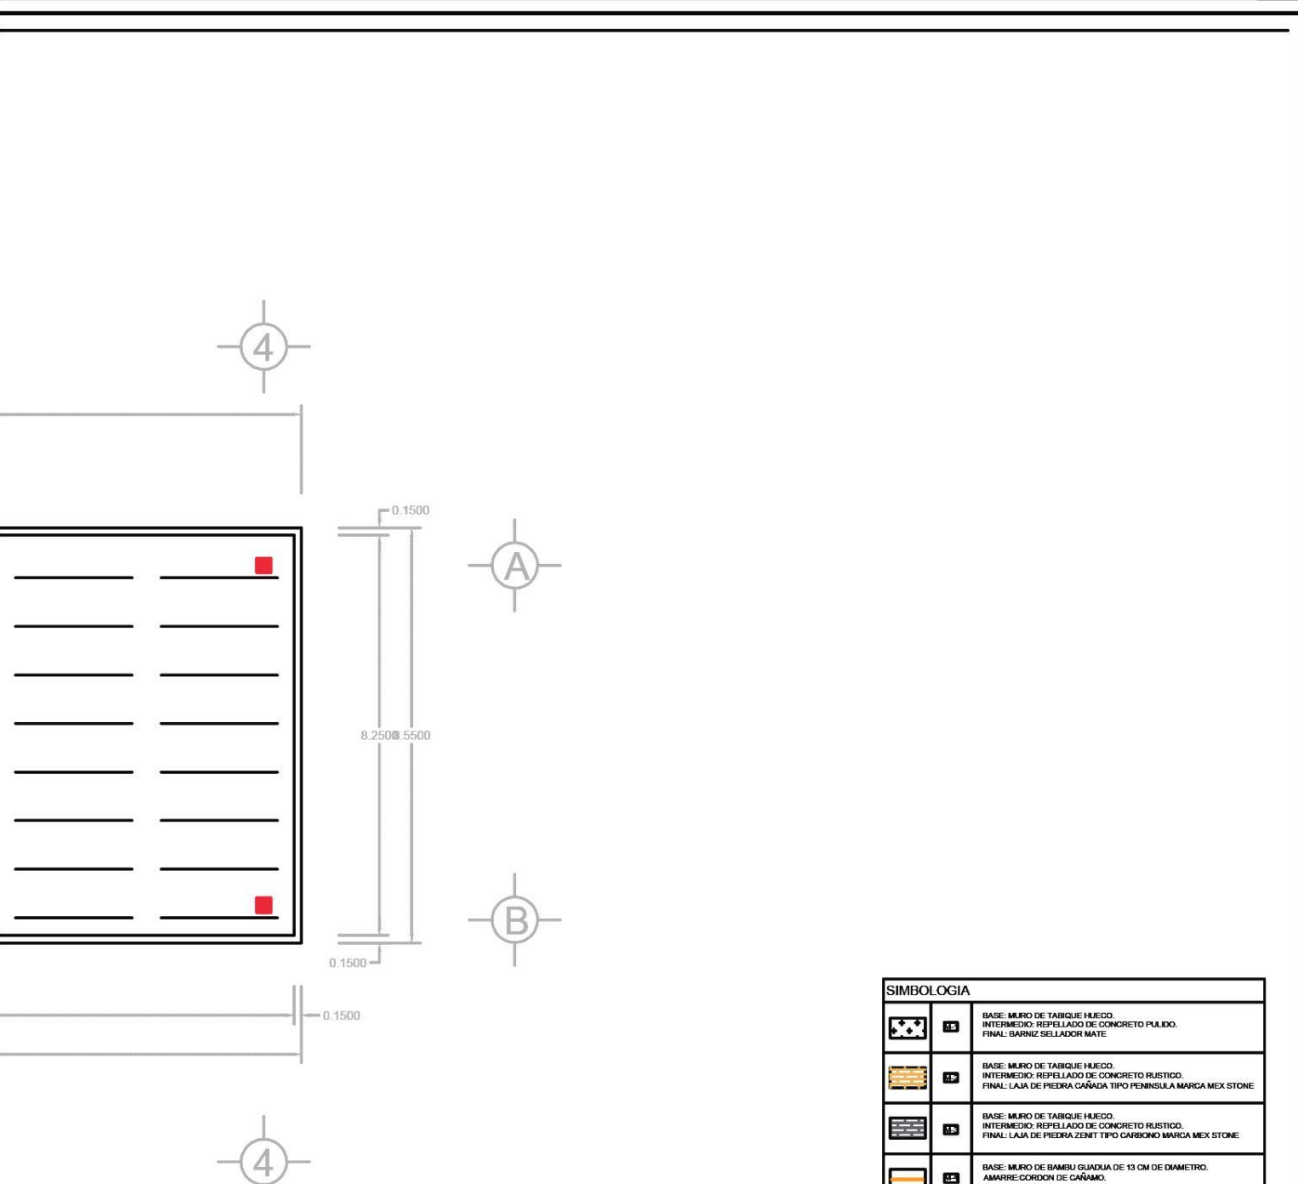 4
0.1500
A
8.2500
8.5500
B
0.1500
0.1500
4
SIMBOLOGIA
BASE: MURO DE TABIQUE HUECO.
INTERMEDIO: REPELLADO DE CONCRETO PULIDO.
FINAL: BARNIZ SELLADOR MATE
BASE: MURO DE TABIQUE HUECO.
INTERMEDIO: REPELLADO DE CONCRETO RUSTICO.
FINAL: LAJA DE PIEDRA CAÑADA TIPO PENINSULA MARCA MEX STONE
BASE: MURO DE TABIQUE HUECO.
INTERMEDIO: REPELLADO DE CONCRETO RUSTICO.
FINAL: LAJA DE PIEDRA ZENIT TIPO CARBONO MARCA MEX STONE
BASE: MURO DE BAMBU GUADUA DE 13 CM DE DIAMETRO.
AMARRE:CORDON DE CAÑAMO.